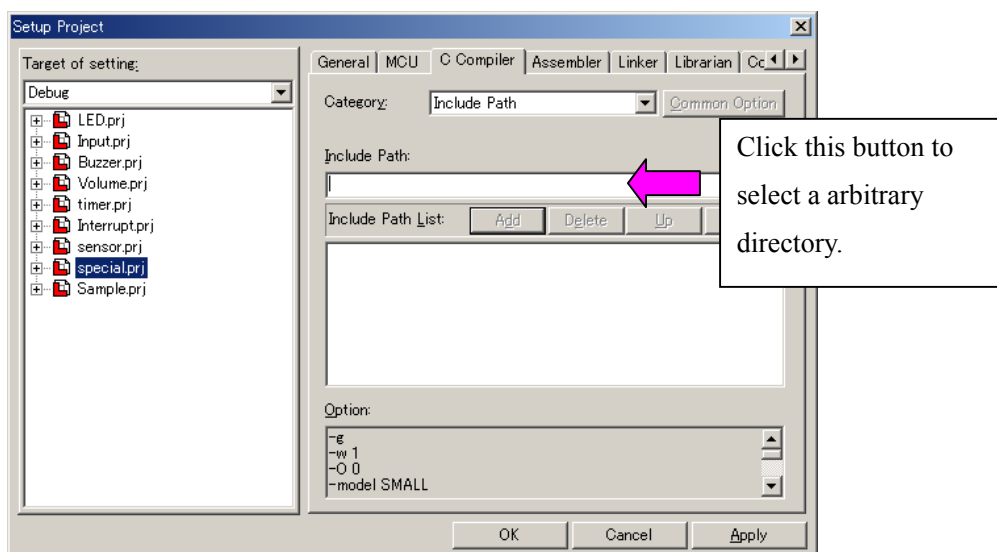 Setup Project
Target of setting:
Debug
LED.prj
Input.prj
Buzzer.prj
Volume.prj
timer.prj
Interrupt.prj
sensor.prj
special.prj
Sample.prj
General MCU C Compiler Assembler Linker Librarian
Category: Include Path Common Option
Include Path:
Include Path List: Add Delete Up
Option:
-g
-w 1
-O 0
-model SMALL
OK Cancel Apply
Click this button to
select a arbitrary
directory.